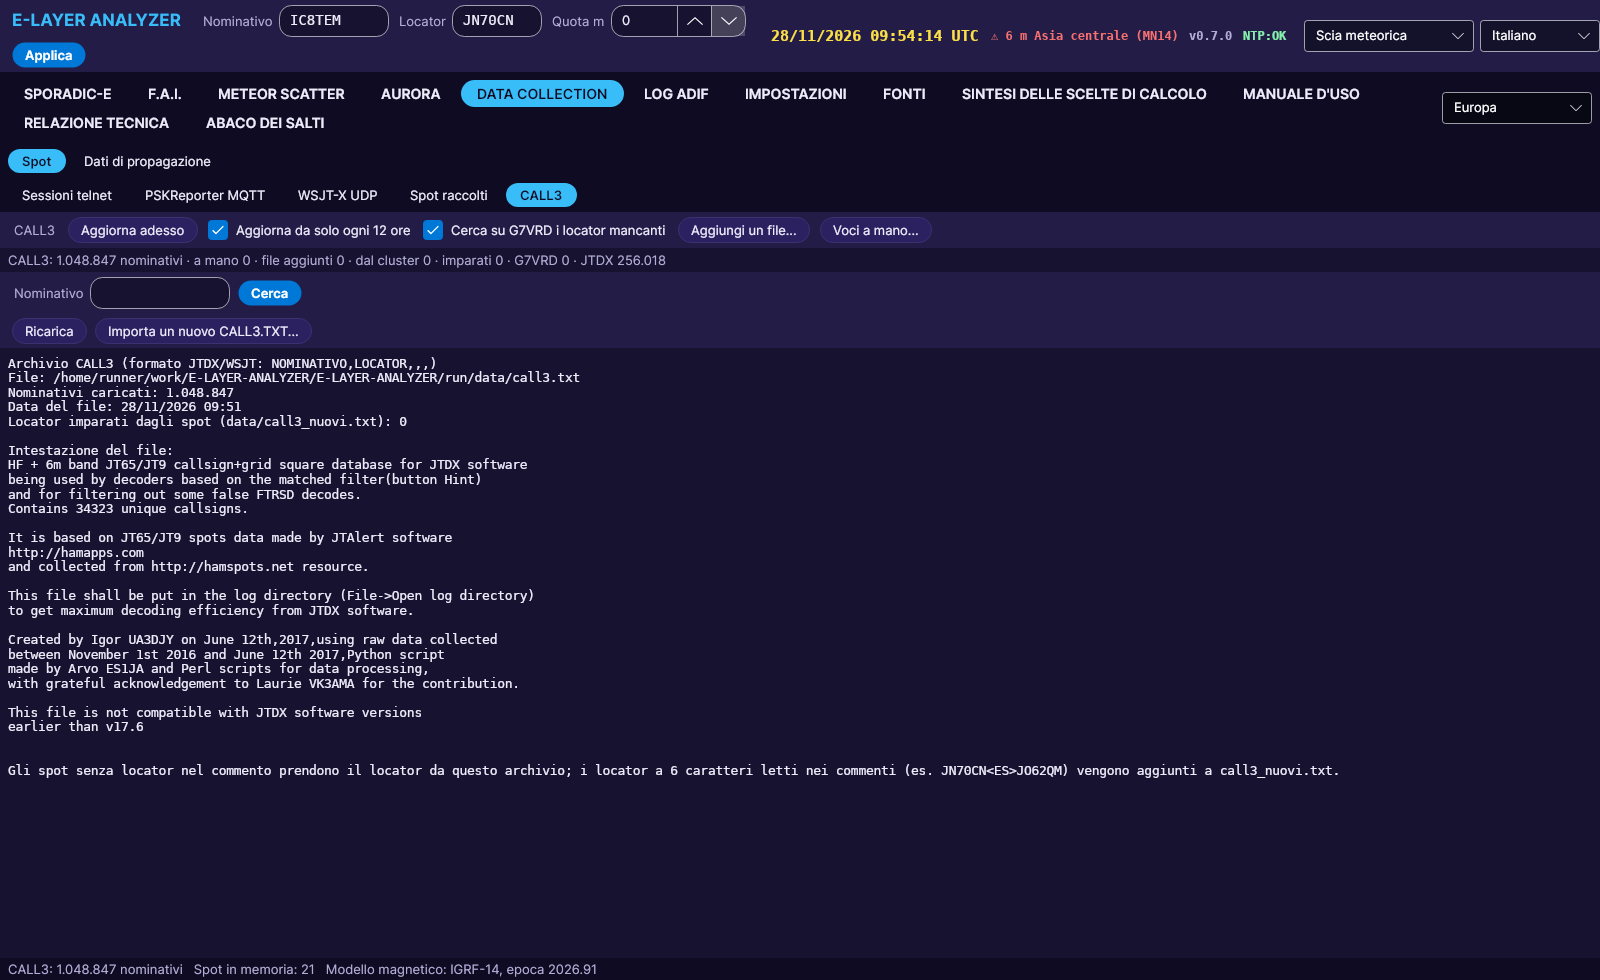 E-LAYER ANALYZER
Nominativo IC8TEM Locator JN70CN Quota m 0
28/11/2026 09:54:14 UTC ⚠ 6 m Asia centrale (MN14) v0.7.0 NTP:OK Scia meteorica Italiano
Applica
SPORADIC-E F.A.I. METEOR SCATTER AURORA DATA COLLECTION LOG ADIF IMPOSTAZIONI FONTI SINTESI DELLE SCELTE DI CALCOLO MANUALE D'USO
RELAZIONE TECNICA ABACO DEI SALTI
Europa
Spot Dati di propagazione
Sessioni telnet PSKReporter MQTT WSJT-X UDP Spot raccolti CALL3
CALL3 Aggiorna adesso Aggiorna da solo ogni 12 ore Cerca su G7VRD i locator mancanti Aggiungi un file... Voci a mano...
CALL3: 1.048.847 nominativi · a mano 0 · file aggiunti 0 · dal cluster 0 · imparati 0 · G7VRD 0 · JTDX 256.018
Nominativo Cerca
Ricarica Importa un nuovo CALL3.TXT...
Archivio CALL3 (formato JTDX/WSJT: NOMINATIVO,LOCATOR,,,)
File: /home/runner/work/E-LAYER-ANALYZER/E-LAYER-ANALYZER/run/data/call3.txt
Nominativi caricati: 1.048.847
Data del file: 28/11/2026 09:51
Locator imparati dagli spot (data/call3_nuovi.txt): 0
Intestazione del file:
HF + 6m band JT65/JT9 callsign+grid square database for JTDX software
being used by decoders based on the matched filter(button Hint)
and for filtering out some false FTRSD decodes.
Contains 34323 unique callsigns.
It is based on JT65/JT9 spots data made by JTAlert software
http://hamapps.com
and collected from http://hamspots.net resource.
This file shall be put in the log directory (File->Open log directory)
to get maximum decoding efficiency from JTDX software.
Created by Igor UA3DJY on June 12th,2017,using raw data collected
between November 1st 2016 and June 12th 2017,Python script
made by Arvo ES1JA and Perl scripts for data processing,
with grateful acknowledgement to Laurie VK3AMA for the contribution.
This file is not compatible with JTDX software versions
earlier than v17.6
Gli spot senza locator nel commento prendono il locator da questo archivio; i locator a 6 caratteri letti nei commenti (es. JN70CN<ES>JO62QM) vengono aggiunti a call3_nuovi.txt.
CALL3: 1.048.847 nominativi Spot in memoria: 21 Modello magnetico: IGRF-14, epoca 2026.91